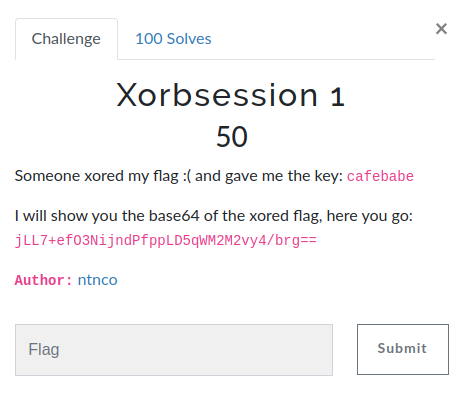 Challenge
100 Solves
×
Xorbsession 1
50
Someone xored my flag :( and gave me the key: cafebabe
I will show you the base64 of the xored flag, here you go:
jLL7+efO3NijndPfppLD5qWM2M2vy4/brg==
Author: ntnco
Flag
Submit